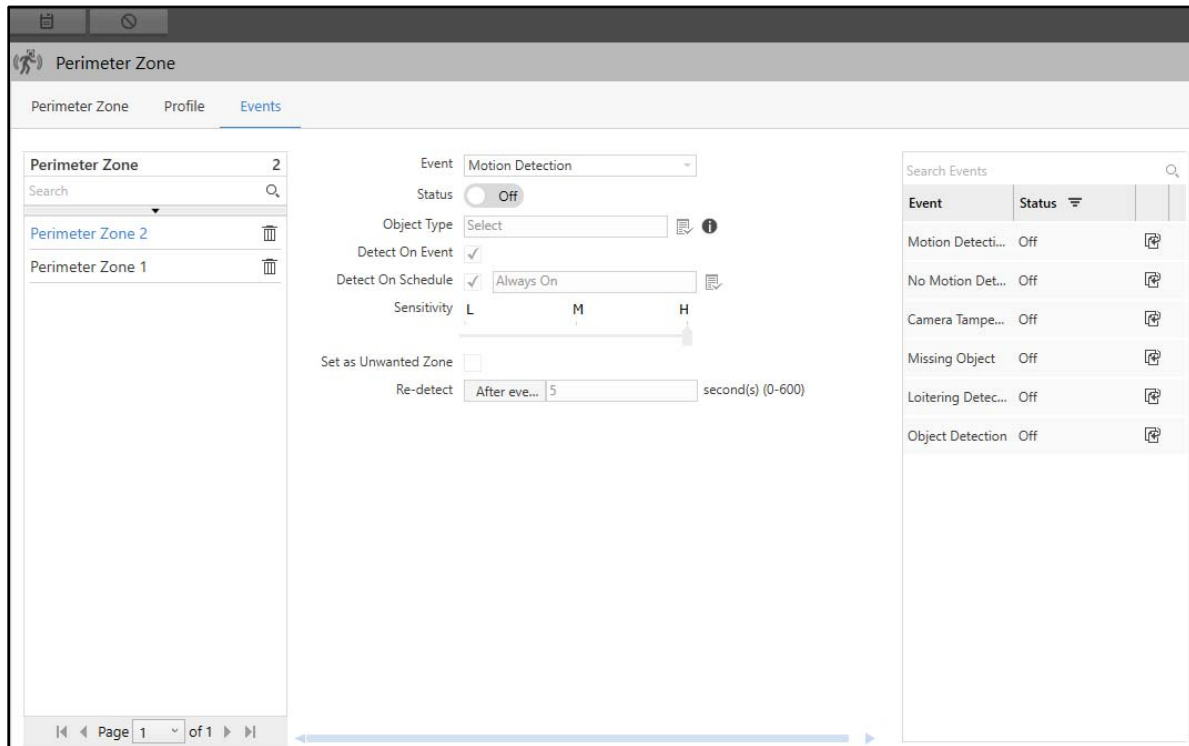 Perimeter Zone
Perimeter Zone Profile Events
Perimeter Zone 2
Search
Perimeter Zone 2
Perimeter Zone 1
Page 1 of 1
Event Motion Detection
Status Off
Object Type Select
Detect On Event
Detect On Schedule Always On
Sensitivity L M H
Set as Unwanted Zone
Re-detect After eve... 5 second(s) (0-600)
Search Events
Event Status
Motion Detecti... Off
No Motion Det... Off
Camera Tampe... Off
Missing Object Off
Loitering Detec... Off
Object Detection Off